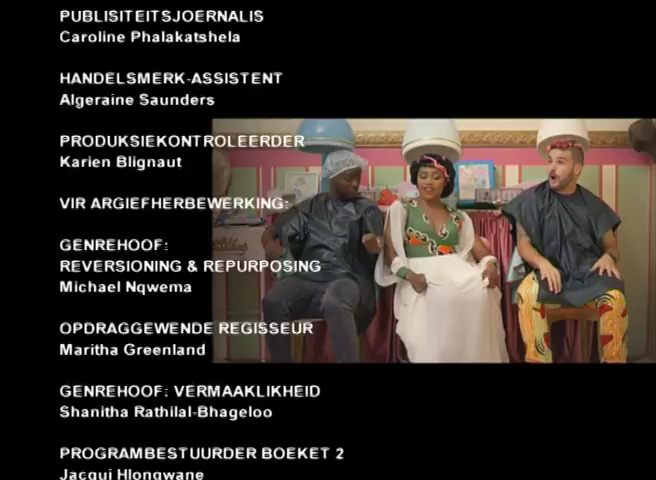 PUBLISITEITSJOERNALIS
Caroline Phalakatshela
HANDELSMERK-ASSISTENT
Algeraine Saunders
PRODUKSIEKONTROLEERDER
Karien Blignaut
VIR ARGIEFHERBEWERKING:
GENREHOOF:
REVERSIONING & REPURPOSING
Michael Nqwema
OPDRAGGEWENDE REGISSEUR
Maritha Greenland
GENREHOOF: VERMAAKLIKHEID
Shanitha Rathilal-Bhageloo
PROGRAMBESTUURDER BOEKET 2
Jacqui Hlongwane